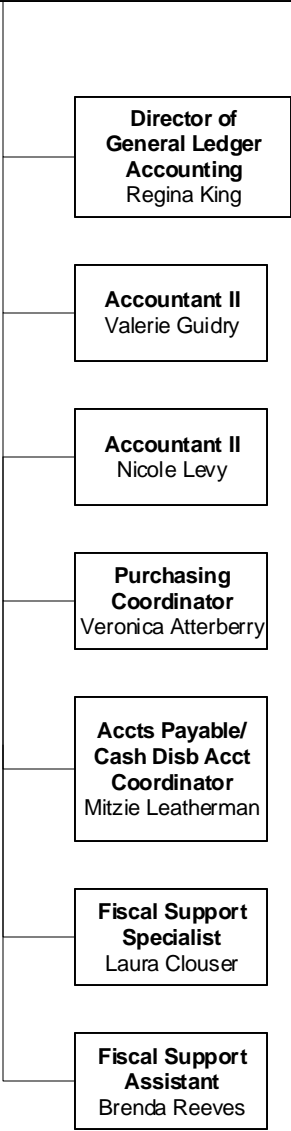 Director of
General Ledger
Accounting
Regina King
Accountant II
Valerie Guidry
Accountant II
Nicole Levy
Purchasing
Coordinator
Veronica Atterberry
Accts Payable/
Cash Disb Acct
Coordinator
Mitzie Leatherman
Fiscal Support
Specialist
Laura Clouser
Fiscal Support
Assistant
Brenda Reeves